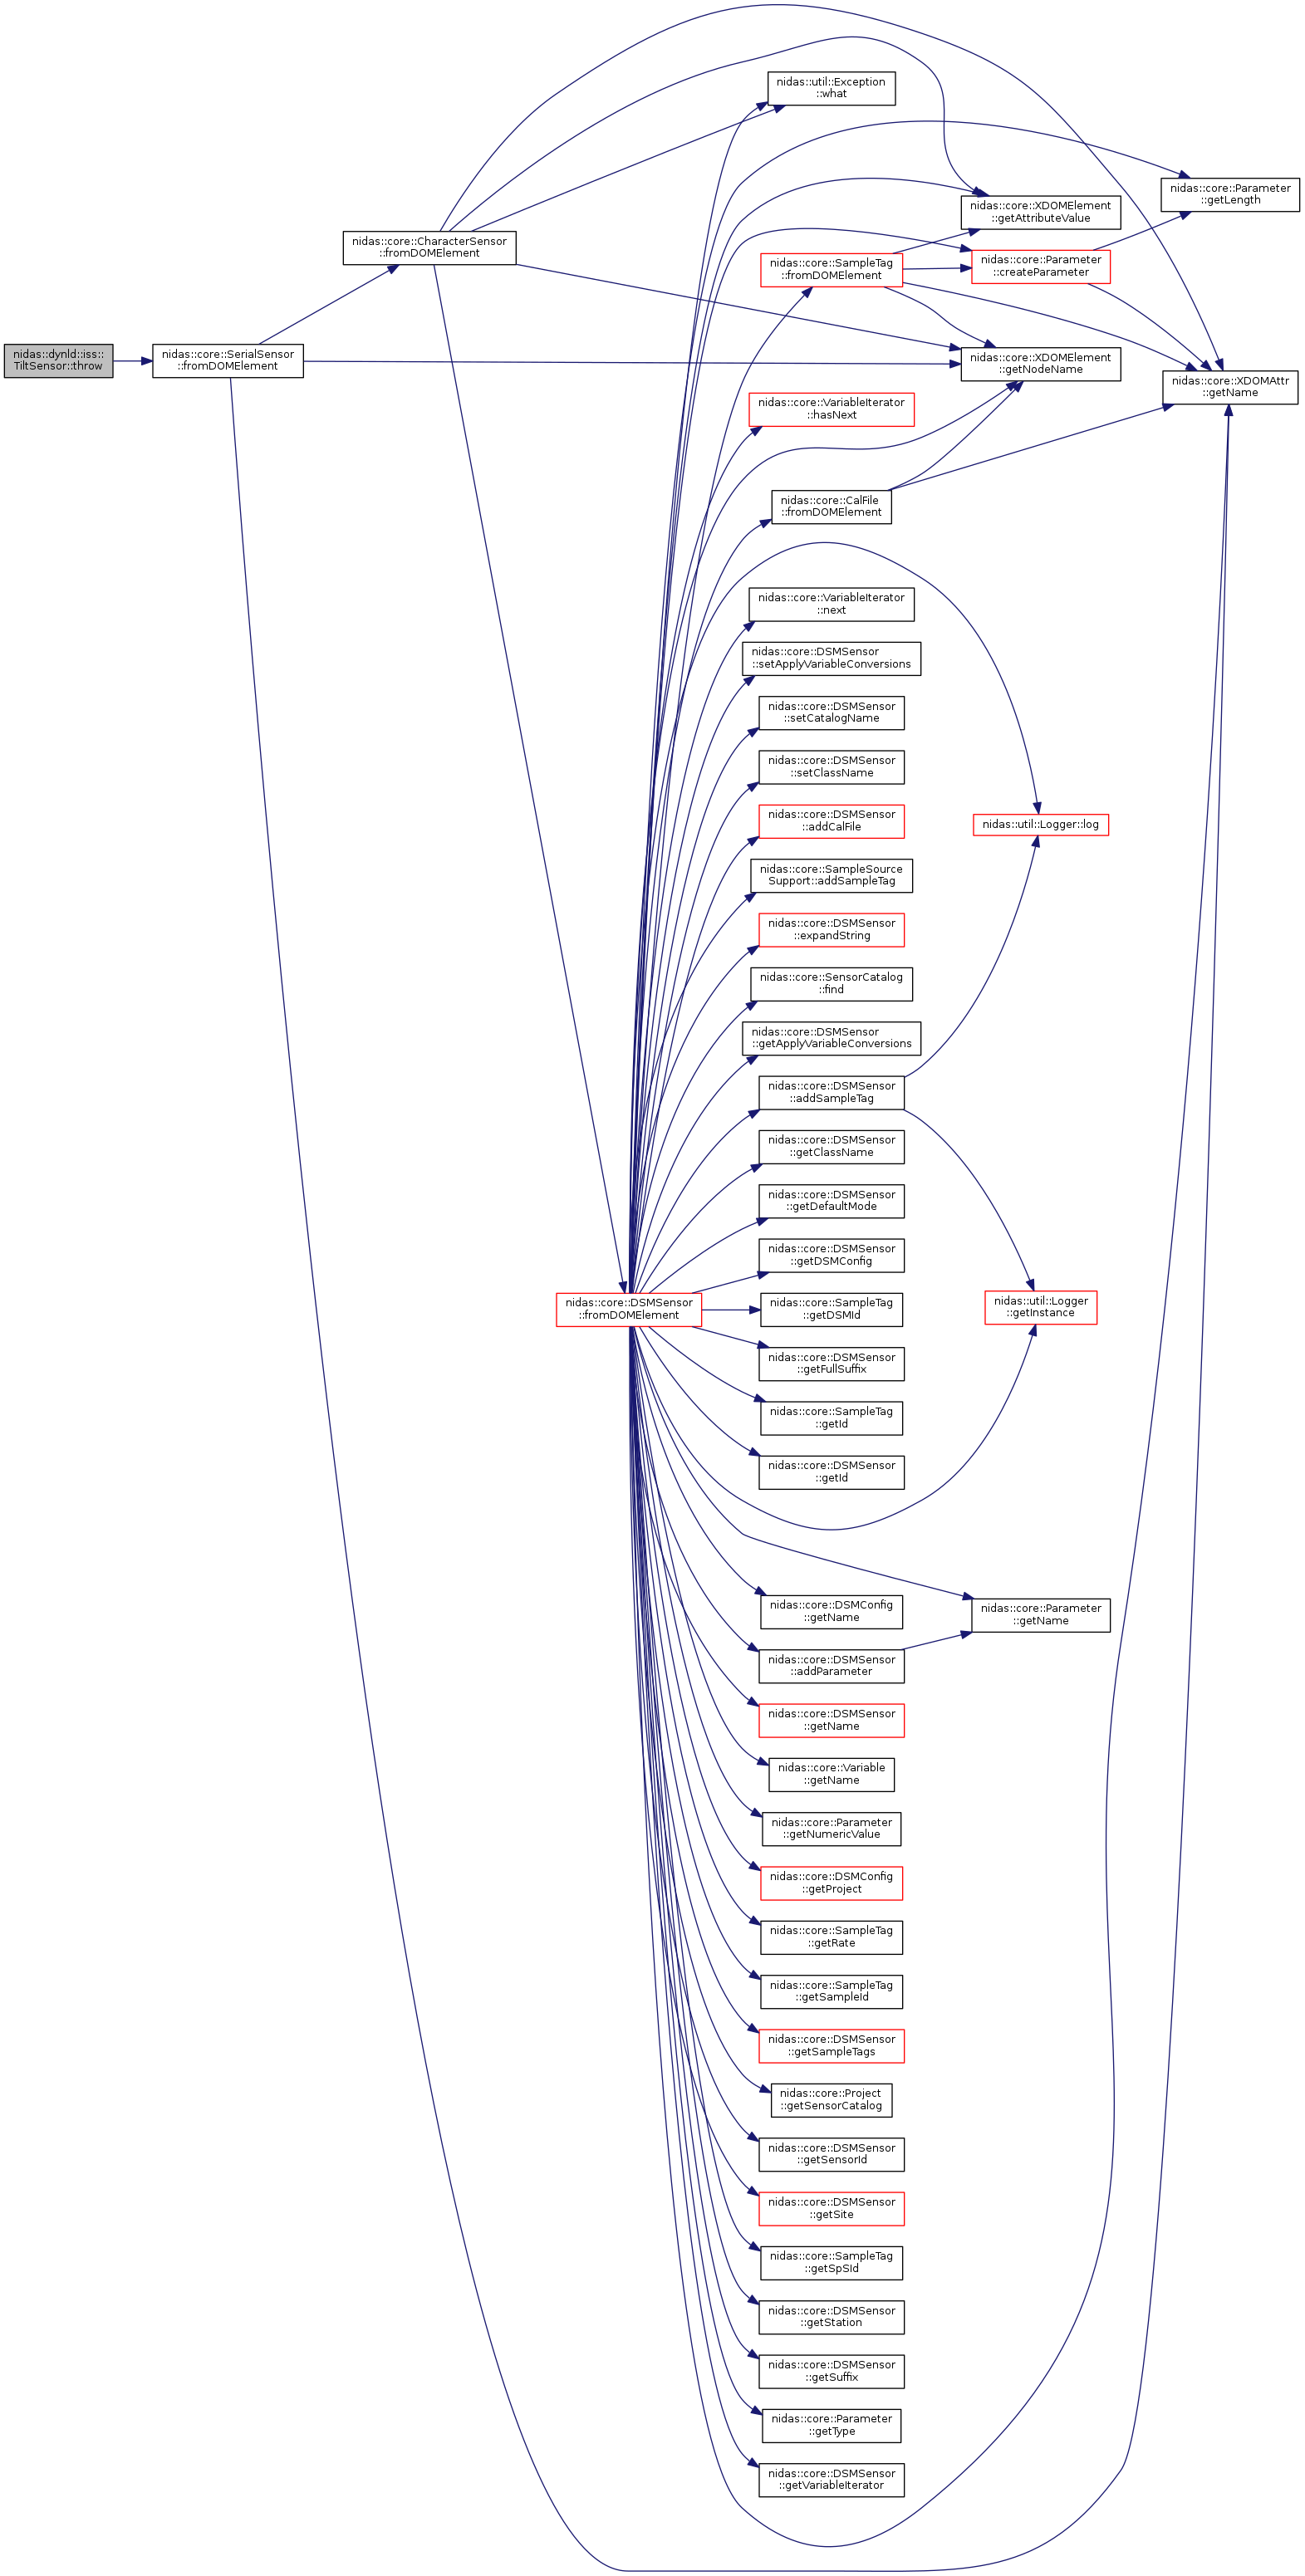 nidas::util::Exception
::what
nidas::core::Parameter
::getLength
nidas::core::XDOMElement
::getAttributeValue
nidas::core::CharacterSensor
::fromDOMElement
nidas::core::SampleTag
::fromDOMElement
nidas::core::Parameter
::createParameter
nidas::dynld::iss::
TiltSensor::throw
nidas::core::SerialSensor
::fromDOMElement
nidas::core::XDOMElement
::getNodeName
nidas::core::XDOMAttr
::getName
nidas::core::VariableIterator
::hasNext
nidas::core::CalFile
::fromDOMElement
nidas::core::VariableIterator
::next
nidas::core::DSMSensor
::setApplyVariableConversions
nidas::core::DSMSensor
::setCatalogName
nidas::core::DSMSensor
::setClassName
nidas::core::DSMSensor
::addCalFile
nidas::util::Logger::log
nidas::core::SampleSource
Support::addSampleTag
nidas::core::DSMSensor
::expandString
nidas::core::SensorCatalog
::find
nidas::core::DSMSensor
::getApplyVariableConversions
nidas::core::DSMSensor
::addSampleTag
nidas::core::DSMSensor
::getClassName
nidas::core::DSMSensor
::getDefaultMode
nidas::core::DSMSensor
::getDSMConfig
nidas::core::DSMSensor
::fromDOMElement
nidas::core::SampleTag
::getDSMId
nidas::util::Logger
::getInstance
nidas::core::DSMSensor
::getFullSuffix
nidas::core::SampleTag
::getId
nidas::core::DSMSensor
::getId
nidas::core::DSMConfig
::getName
nidas::core::Parameter
::getName
nidas::core::DSMSensor
::addParameter
nidas::core::DSMSensor
::getName
nidas::core::Variable
::getName
nidas::core::Parameter
::getNumericValue
nidas::core::DSMConfig
::getProject
nidas::core::SampleTag
::getRate
nidas::core::SampleTag
::getSampleId
nidas::core::DSMSensor
::getSampleTags
nidas::core::Project
::getSensorCatalog
nidas::core::DSMSensor
::getSensorId
nidas::core::DSMSensor
::getSite
nidas::core::SampleTag
::getSpSId
nidas::core::DSMSensor
::getStation
nidas::core::DSMSensor
::getSuffix
nidas::core::Parameter
::getType
nidas::core::DSMSensor
::getVariableIterator